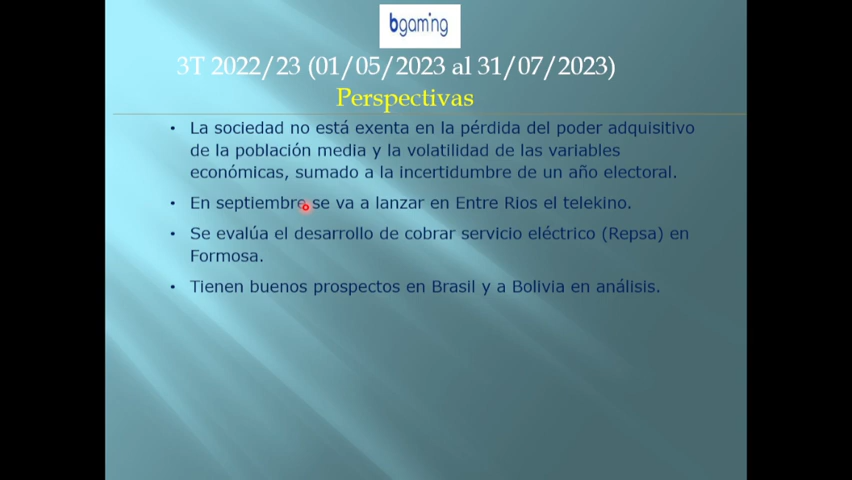 bgaming
3T 2022/23 (01/05/2023 al 31/07/2023)
Perspectivas
• La sociedad no está exenta en la pérdida del poder adquisitivo
de la población media y la volatilidad de las variables
económicas, sumado a la incertidumbre de un año electoral.
• En septiembre se va a lanzar en Entre Rios el telekino.
• Se evalúa el desarrollo de cobrar servicio eléctrico (Repsa) en
Formosa.
• Tienen buenos prospectos en Brasil y a Bolivia en análisis.